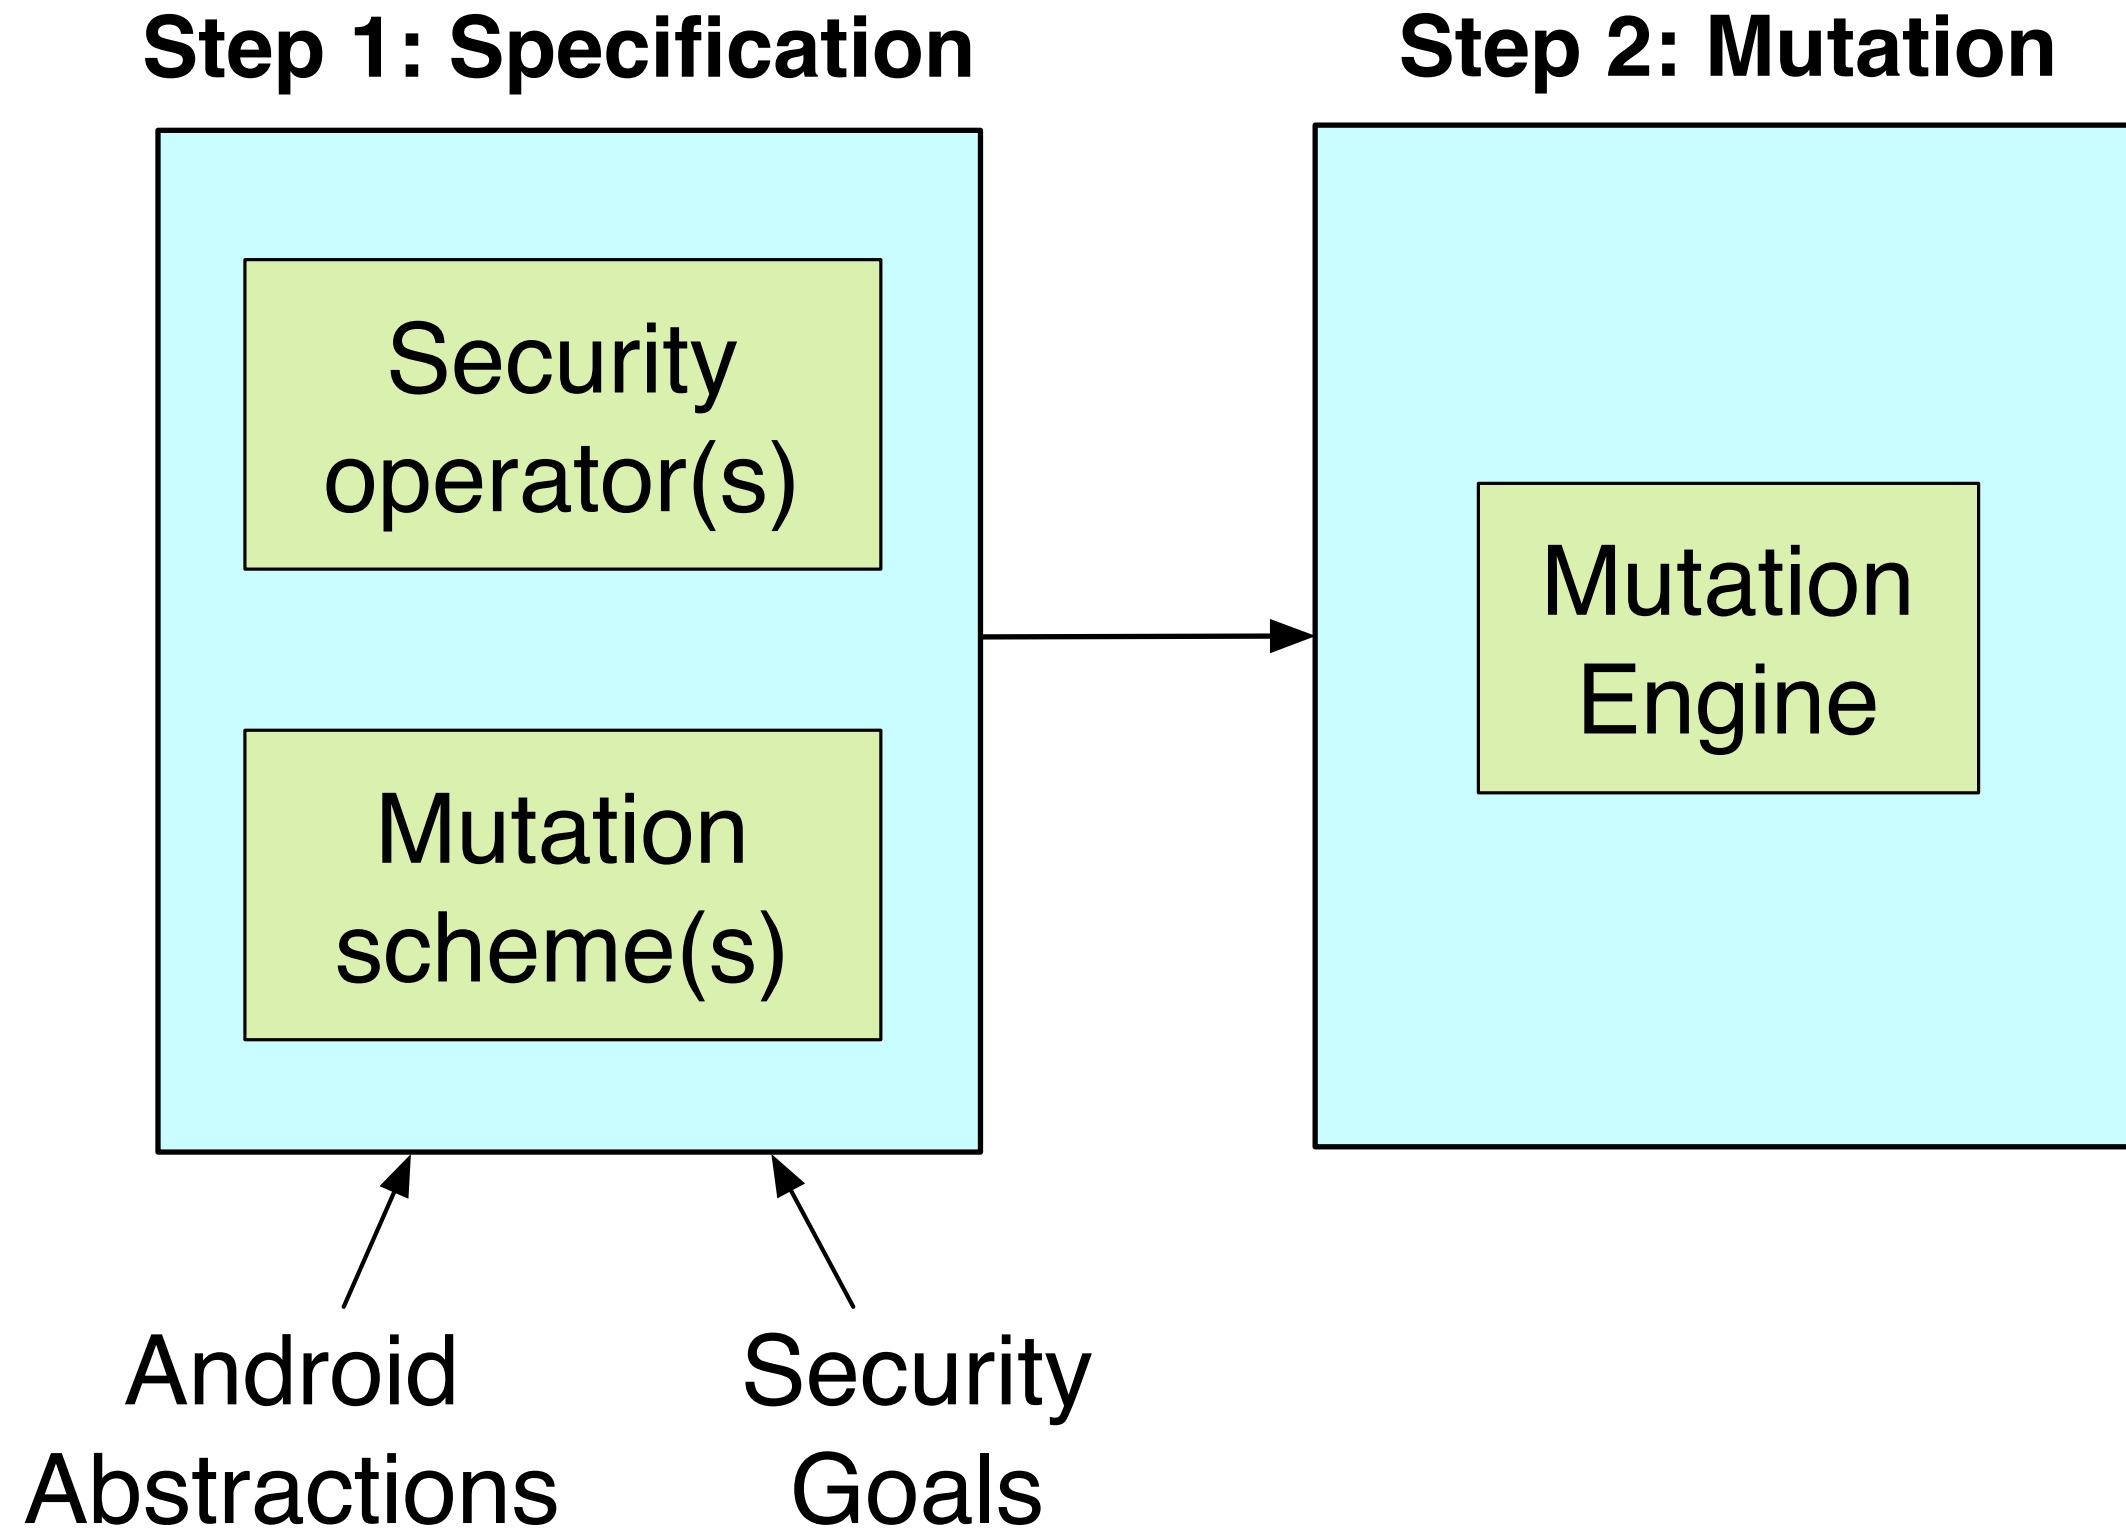 Step 1: Specification
Security
operator(s)
Mutation
scheme(s)
Android
Abstractions
Security
Goals
Step 2: Mutation
Mutation
Engine